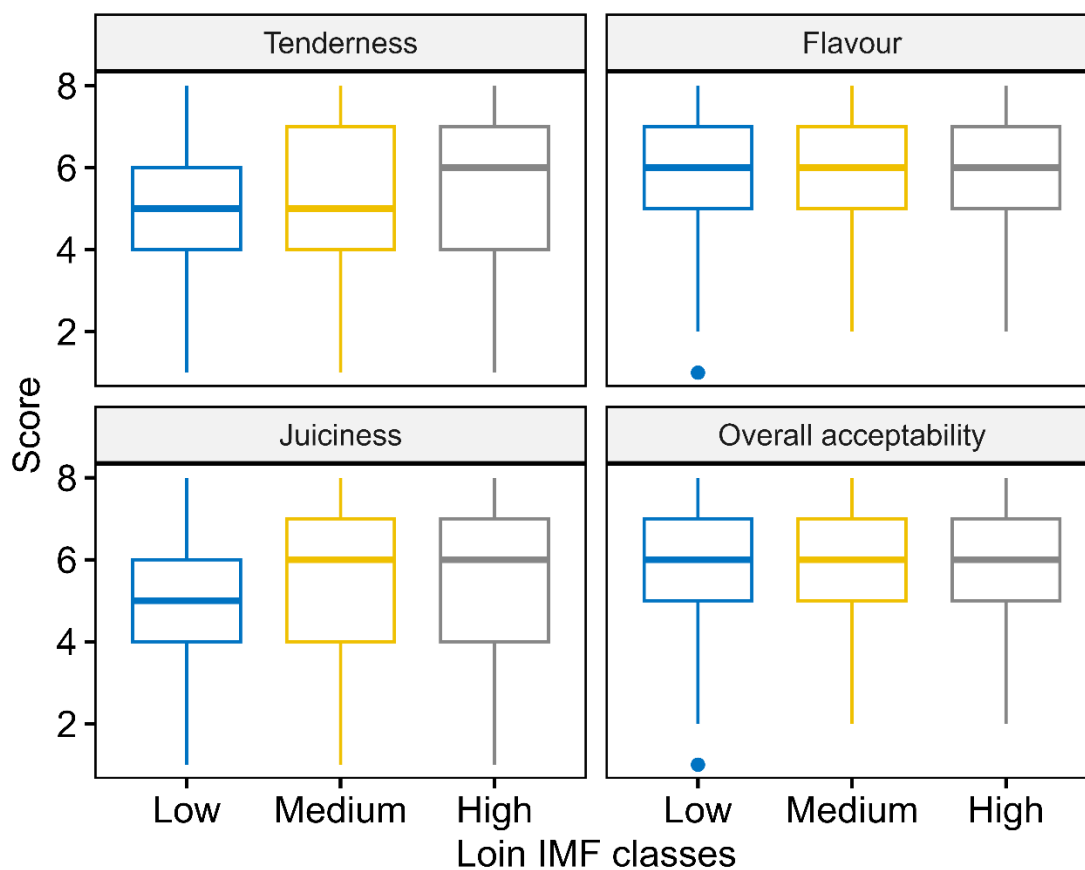 Tenderness
Flavour
8
6
4
2
Score
Juiciness
Overall acceptability
8
6
4
2
Low Medium High
Low Medium High
Loin IMF classes